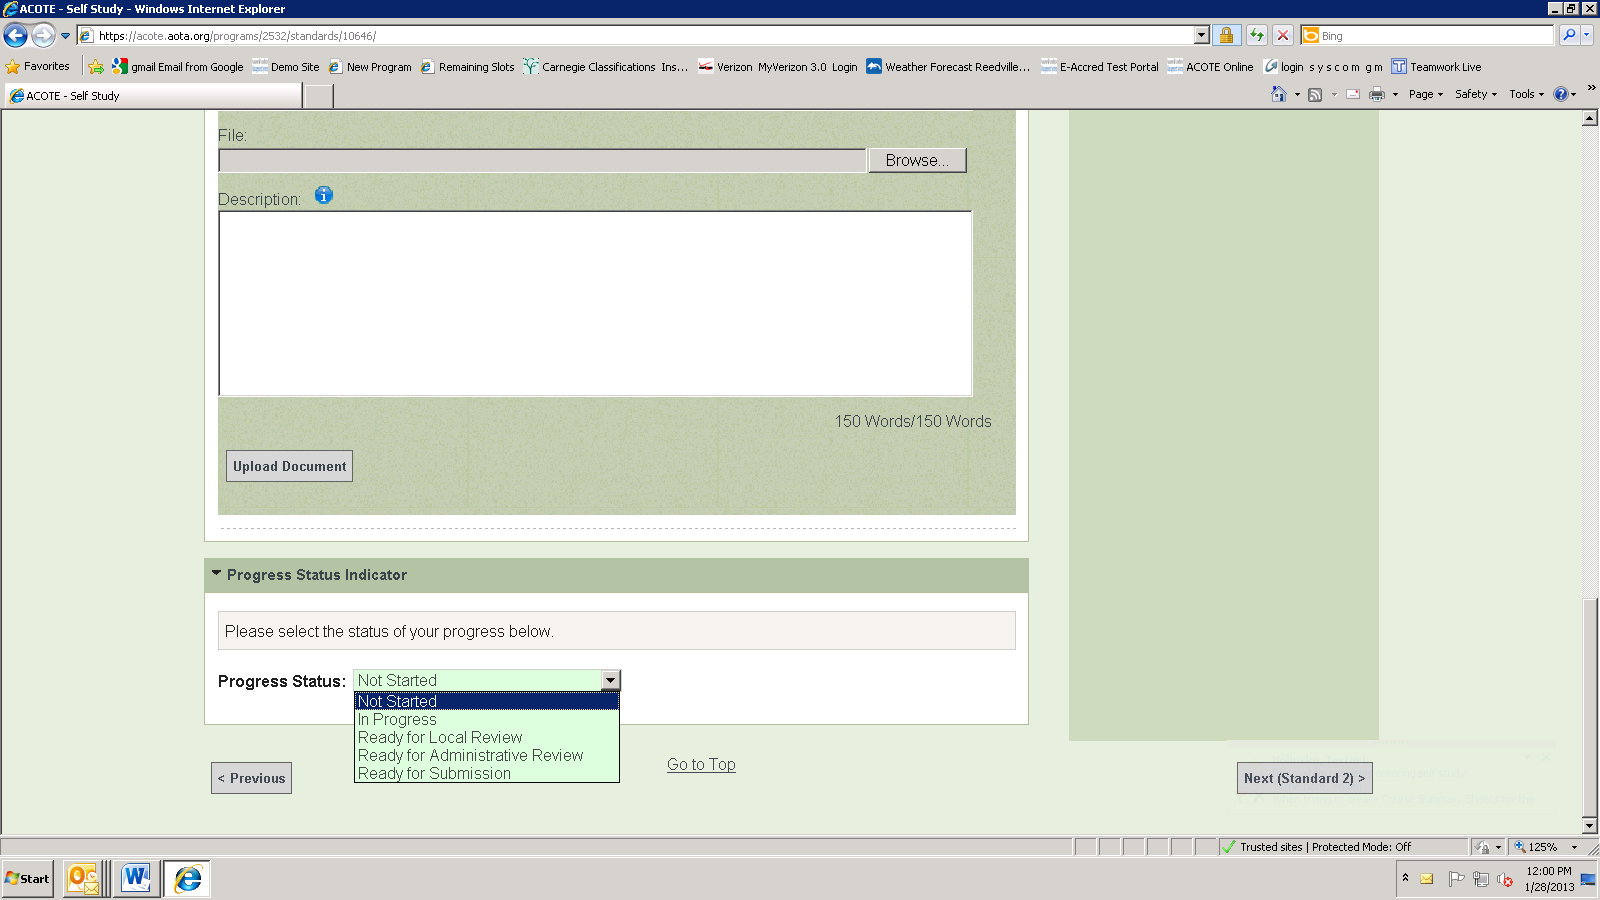 ACOTE - Self Study - Windows Internet Explorer
https://acote.aota.org/programs/2532/standards/10646/
Bing
Favorites
gmail Email from Google
Demo Site
New Program
Remaining Slots
Carnegie Classifications Ins...
Verizon MyVerizon 3.0 Login
Weather Forecast Reedville...
E-Accred Test Portal
ACOTE Online
login s y s c o m g m
Teamwork Live
ACOTE - Self Study
Page
Safety
Tools
File:
Browse...
Description:
150 Words/150 Words
Upload Document
Progress Status Indicator
Please select the status of your progress below.
Progress Status: Not Started
Not Started
In Progress
Ready for Local Review
Ready for Administrative Review
Ready for Submission
< Previous
Go to Top
Next (Standard 2) >
Trusted sites | Protected Mode: Off
125%
Start
12:00 PM
1/28/2013